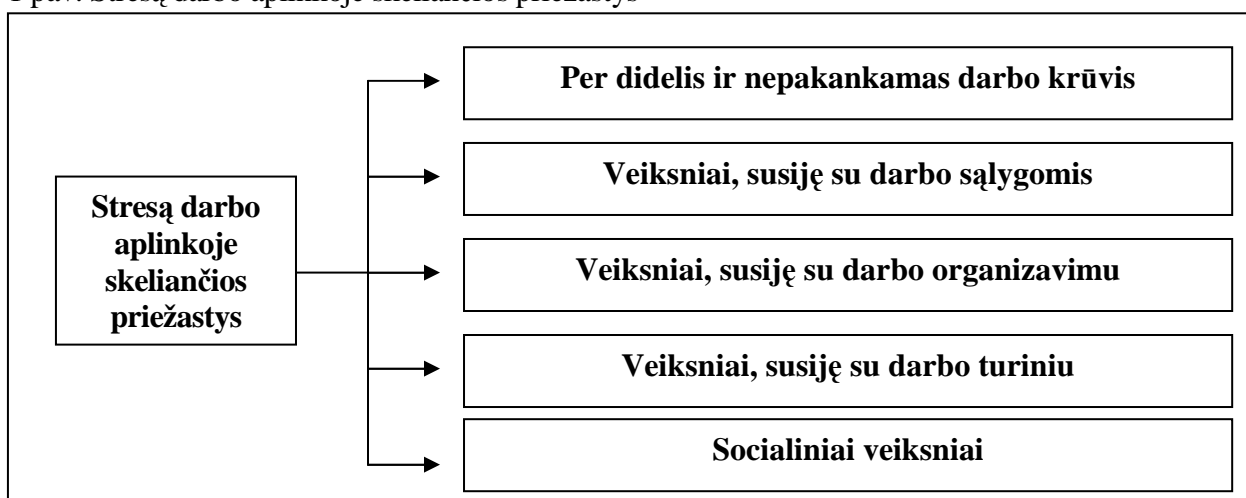 1 pav. Stresą darbo aplinkoje skeliančios priežastys
Per didelis ir nepakankamas darbo krūvis
Veiksniai, susiję su darbo sąlygomis
Stresą darbo
aplinkoje
skeliančios
priežastys
Veiksniai, susiję su darbo organizavimu
Veiksniai, susiję su darbo turiniu
Socialiniai veiksniai